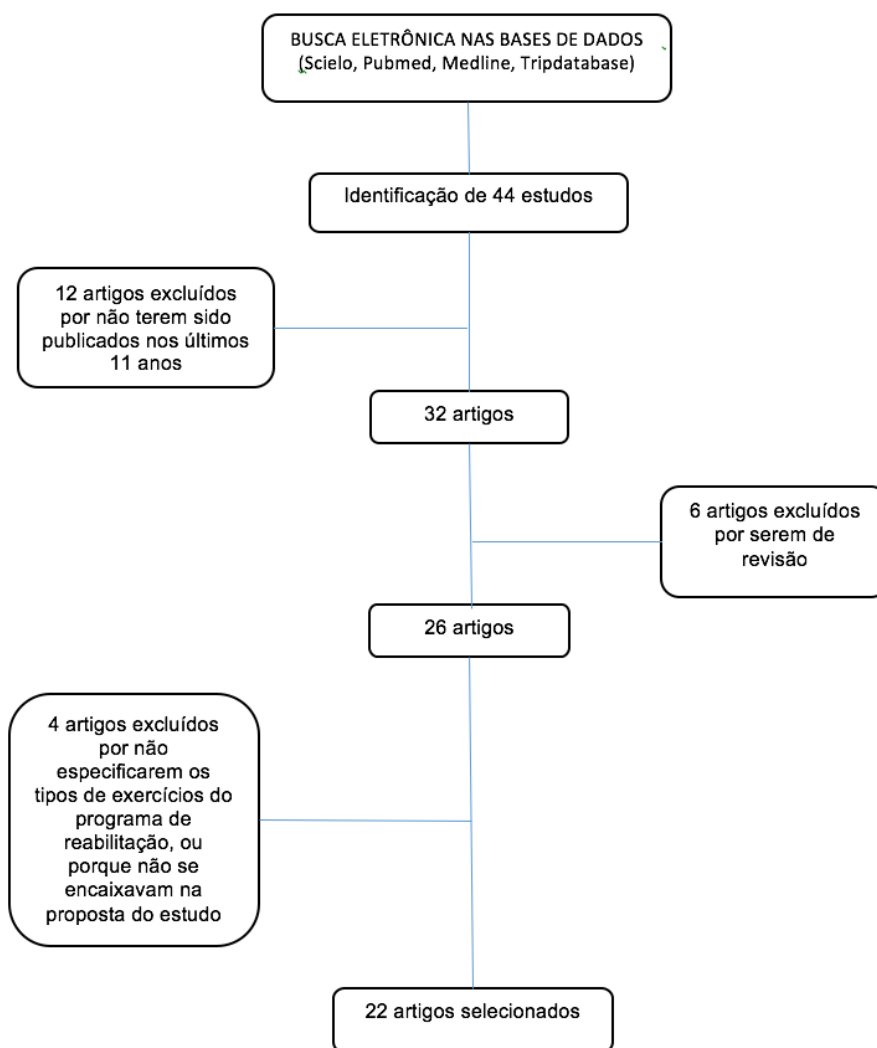 BUSCA ELETRÔNICA NAS BASES DE DADOS
(Scielo, Pubmed, Medline, Tripdatabase)
Identificação de 44 estudos
12 artigos excluídos
por não terem sido
publicados nos últimos
11 anos
32 artigos
6 artigos excluídos
por serem de
revisão
26 artigos
4 artigos excluídos
por não
especificarem os
tipos de exercícios do
programa de
reabilitação, ou
porque não se
encaixavam na
proposta do estudo
22 artigos selecionados